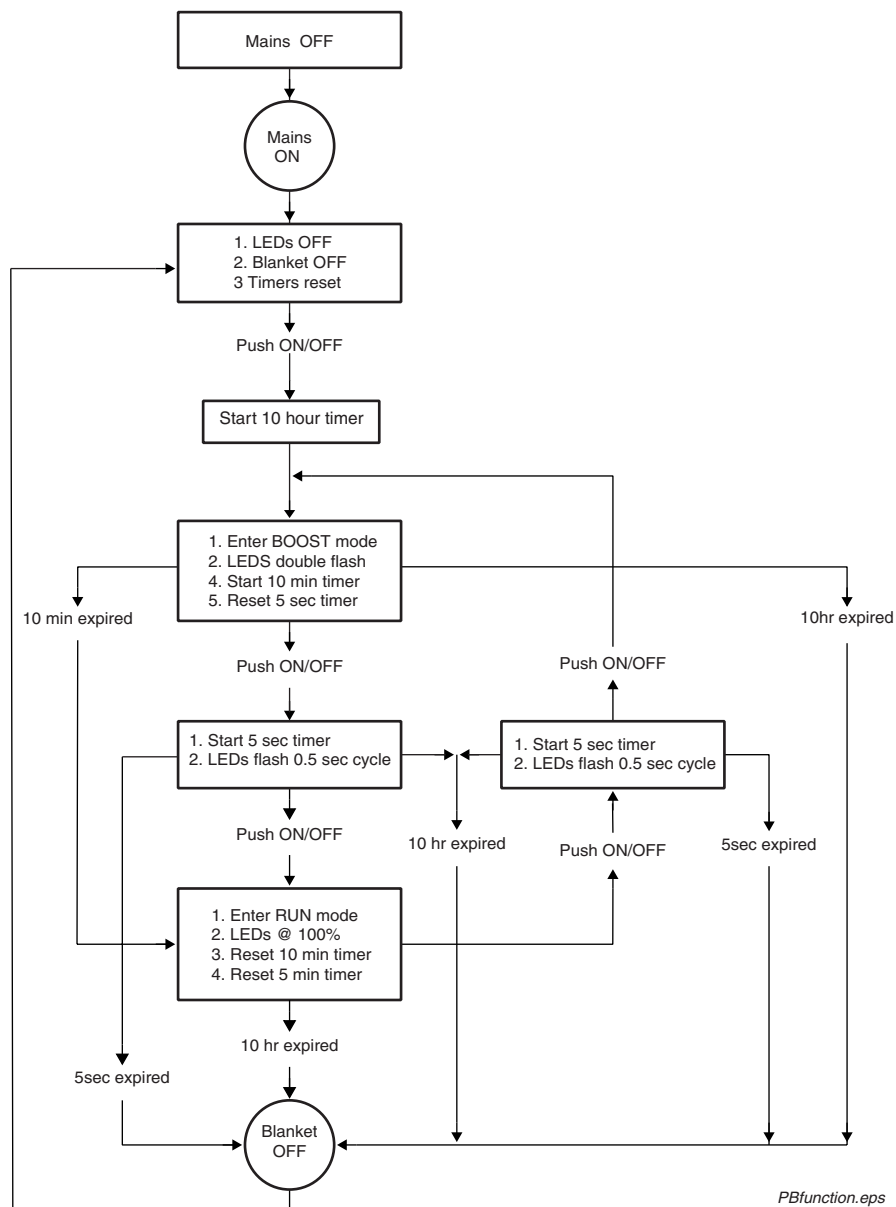 Mains OFF
Mains
ON
1. LEDs OFF
2. Blanket OFF
3 Timers reset
Push ON/OFF
Start 10 hour timer
1. Enter BOOST mode
2. LEDS double flash
4. Start 10 min timer
5. Reset 5 sec timer
10 min expired
10hr expired
Push ON/OFF
Push ON/OFF
1. Start 5 sec timer
2. LEDs flash 0.5 sec cycle
1. Start 5 sec timer
2. LEDs flash 0.5 sec cycle
Push ON/OFF
10 hr expired
Push ON/OFF
5sec expired
1. Enter RUN mode
2. LEDs @ 100%
3. Reset 10 min timer
4. Reset 5 min timer
10 hr expired
5sec expired
Blanket
OFF
PBfunction.eps